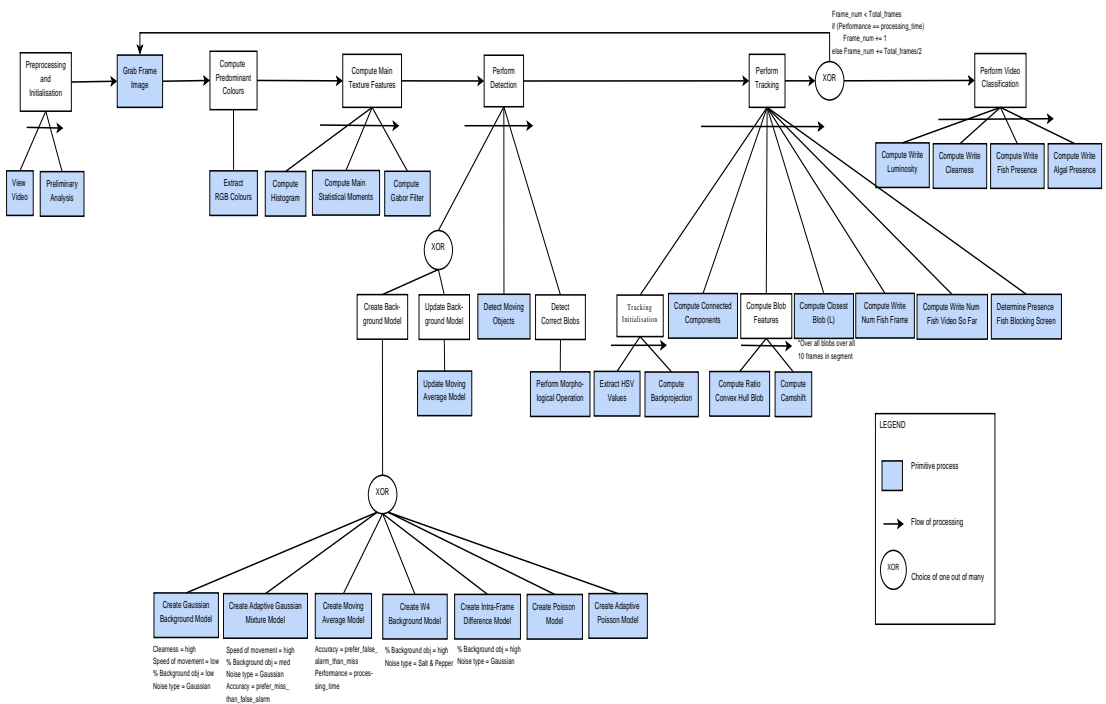 Frame_num < Total_frames
if (Performance == processing_time)
Frame_num += 1
else Frame_num += Total_frames/2
Preprocessing
and
Initialisation
Grab Frame
Image
Compute
Predominant
Colours
Compute Main
Texture Features
Perform
Detection
Perform
Tracking
XOR
Perform Video
Classification
View
Video
Preliminary
Analysis
Extract
RGB Colours
Compute
Histogram
Compute Main
Statistical Moments
Compute
Gabor Filter
Compute Write
Luminosity
Compute Write
Clearness
Compute Write
Fish Presence
Compute Write
Algal Presence
XOR
Create Back-
ground Model
Update Back-
ground Model
Detect Moving
Objects
Detect
Correct Blobs
Tracking
Initialisation
Compute Connected
Components
Compute Blob
Features
Compute Closest
Blob (L)
Compute Write
Num Fish Frame
Compute Write Num
Fish Video So Far
Determine Presence
Fish Blocking Screen
*Over all blobs over all
10 frames in segment
Update Moving
Average Model
Perform Morpho-
logical Operation
Extract HSV
Values
Compute
Backprojection
Compute Ratio
Convex Hull Blob
Compute
Camshift
LEGEND
Primitive process
Flow of processing
XOR
Choice of one out of many
XOR
Create Gaussian
Background Model
Create Adaptive Gaussian
Mixture Model
Create Moving
Average Model
Create W4
Background Model
Create Intra-Frame
Difference Model
Create Poisson
Model
Create Adaptive
Poisson Model
Clearness = high
Speed of movement = low
% Background obj = low
Noise type = Gaussian
Speed of movement = high
% Background obj = med
Noise type = Gaussian
Accuracy = prefer_miss_
than_false_alarm
Accuracy = prefer_false_
alarm_than_miss
Performance = proces-
sing_time
% Background obj = high
Noise type = Salt & Pepper
% Background obj = high
Noise type = Gaussian